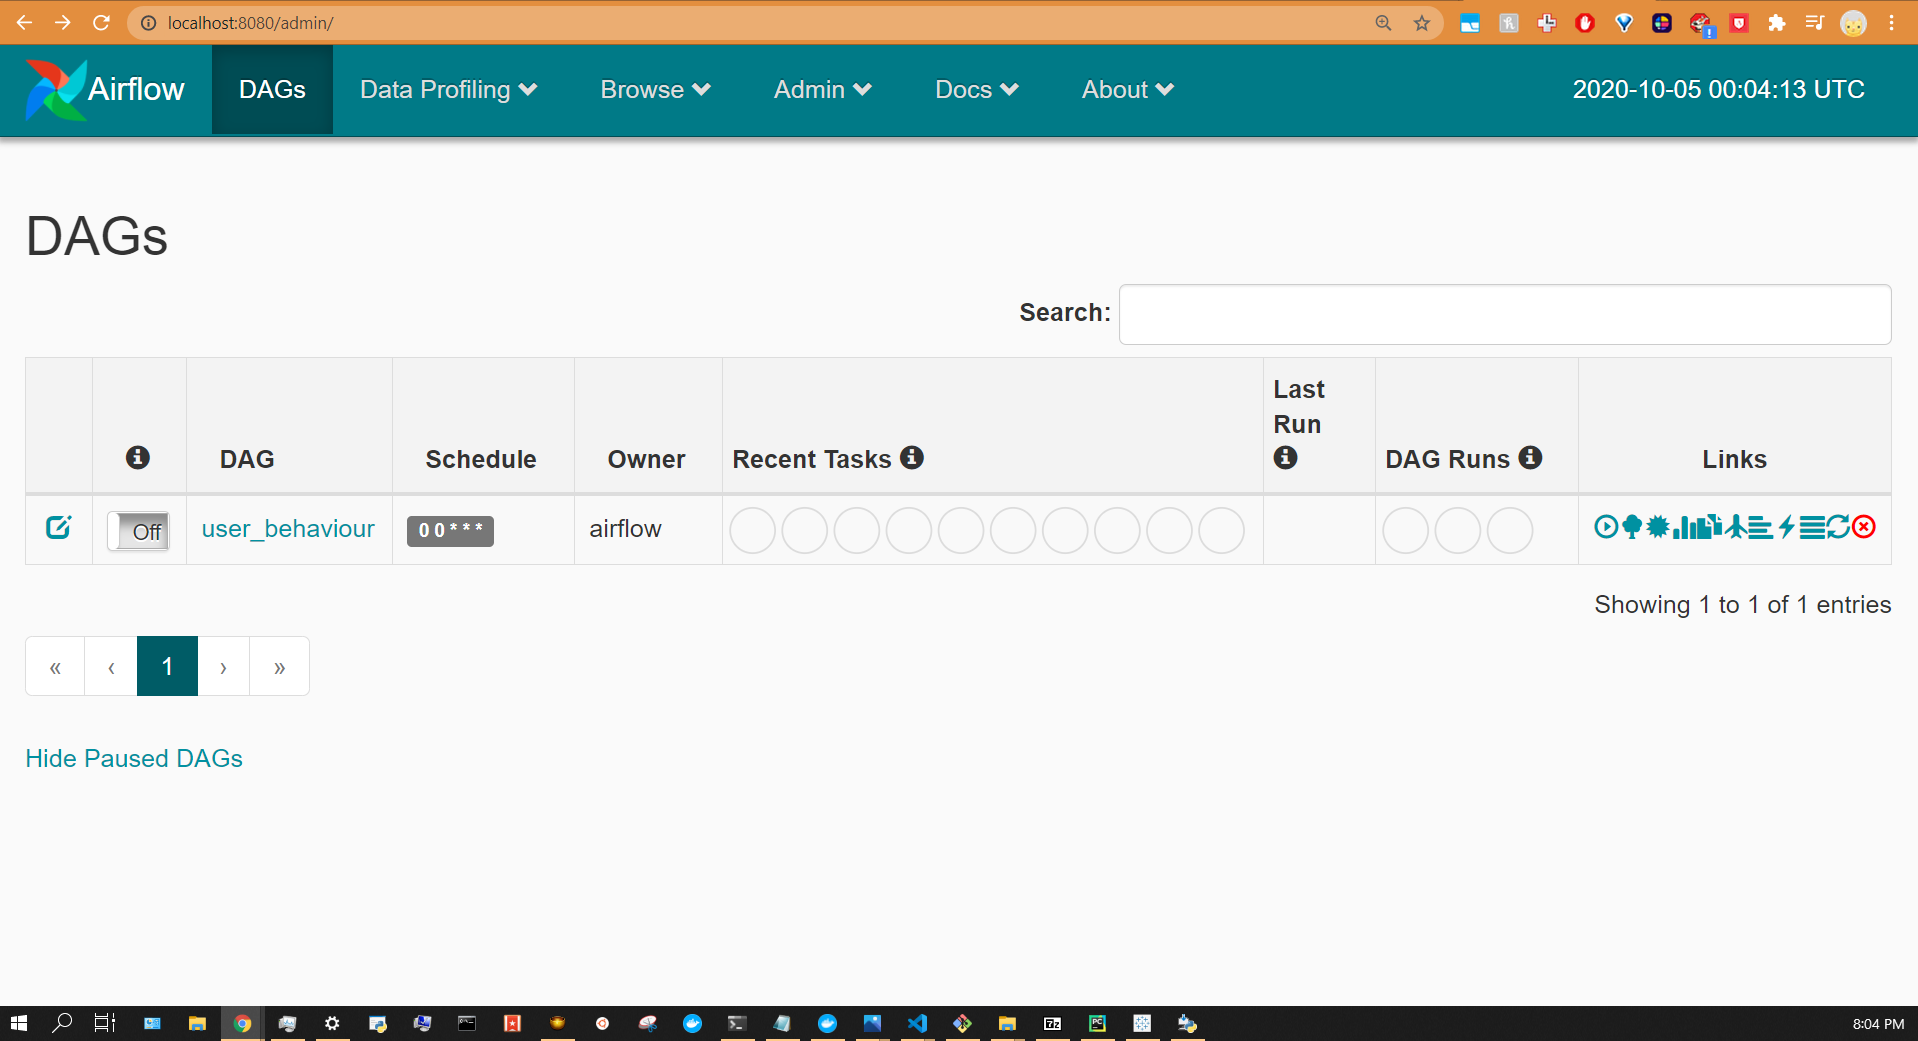 localhost:8080/admin/
Airflow
DAGs
Data Profiling
Browse
Admin
Docs
About
2020-10-05 00:04:13 UTC
DAGs
Search:
DAG
Schedule
Owner
Recent Tasks
Last
Run
DAG Runs
Links
Off
user_behaviour
0 0 * * *
airflow
Showing 1 to 1 of 1 entries
« ‹ 1 › »
Hide Paused DAGs
8:04 PM